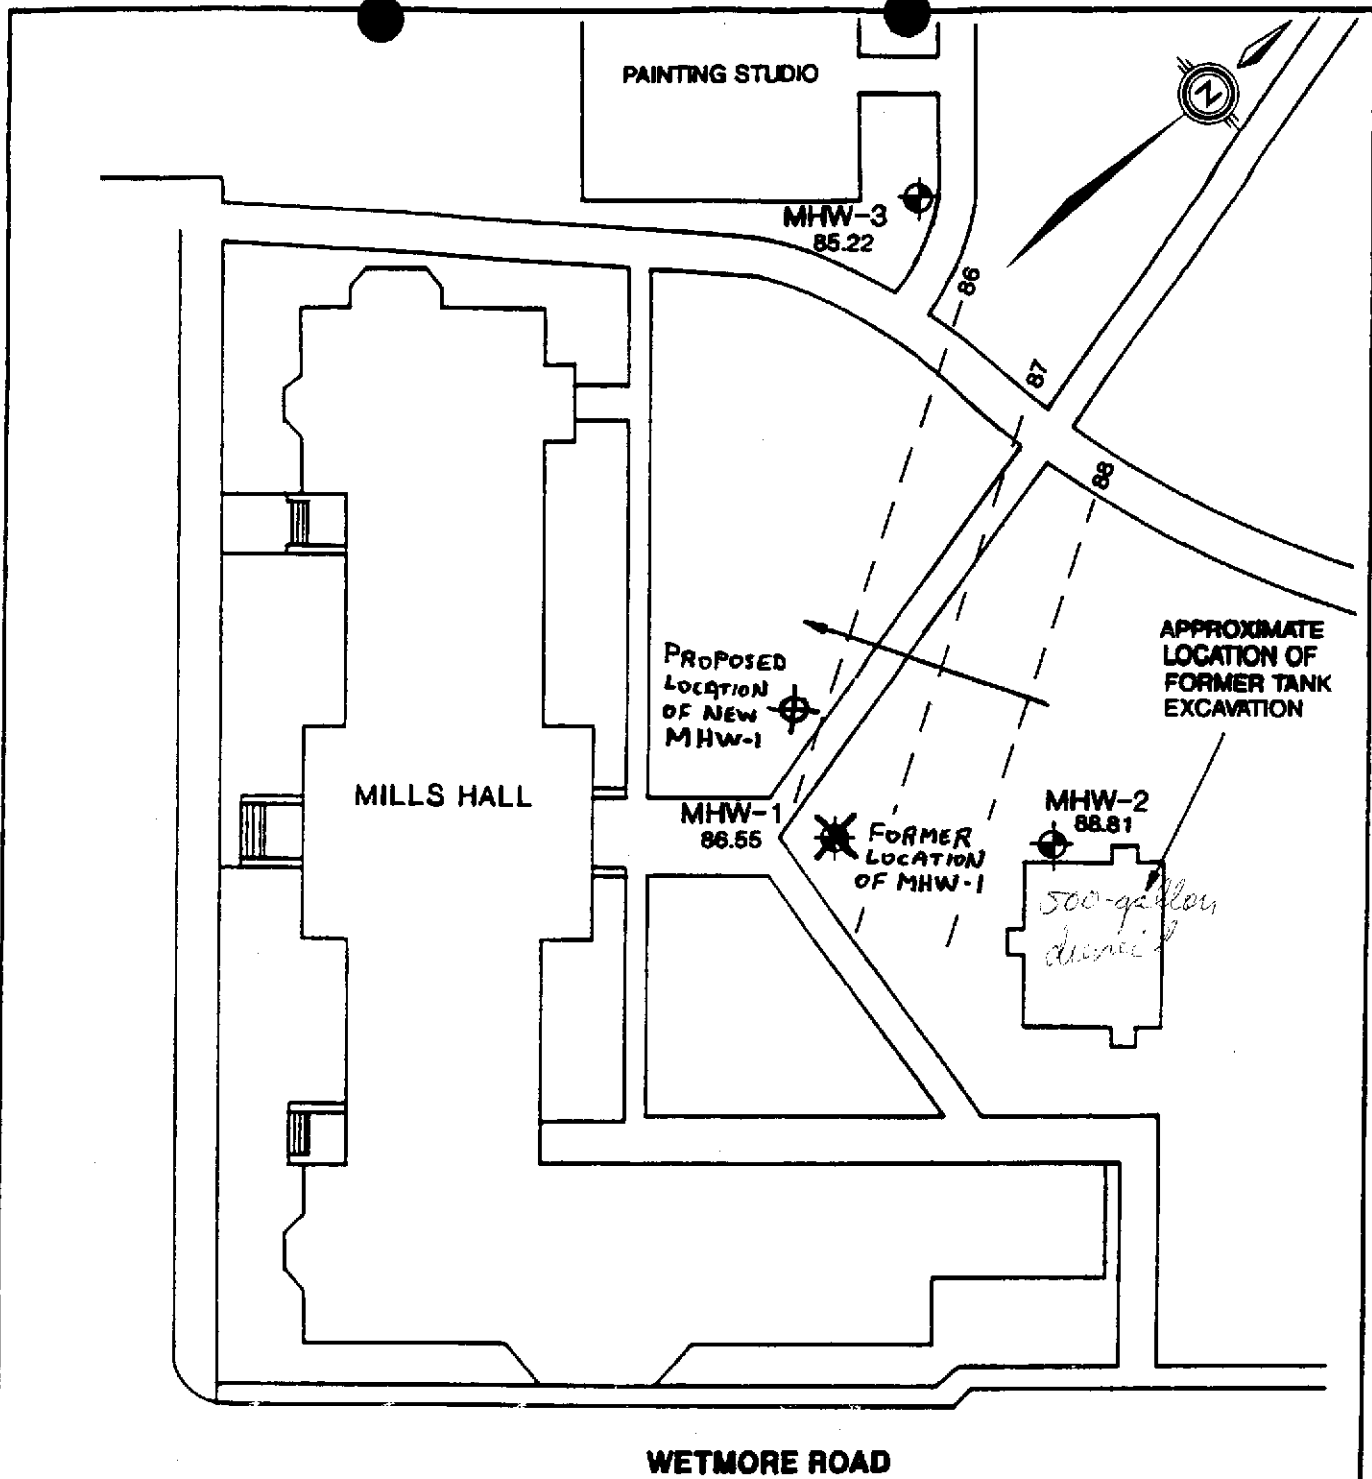 PAINTING STUDIO
N
MHW-3
85.22
86
87
88
APPROXIMATE
LOCATION OF
FORMER TANK
EXCAVATION
PROPOSED
LOCATION
OF NEW
MHW-1
MILLS HALL
MHW-1
86.55
FORMER
LOCATION
OF MHW-1
MHW-2
88.81
500-gallon
WETMORE ROAD